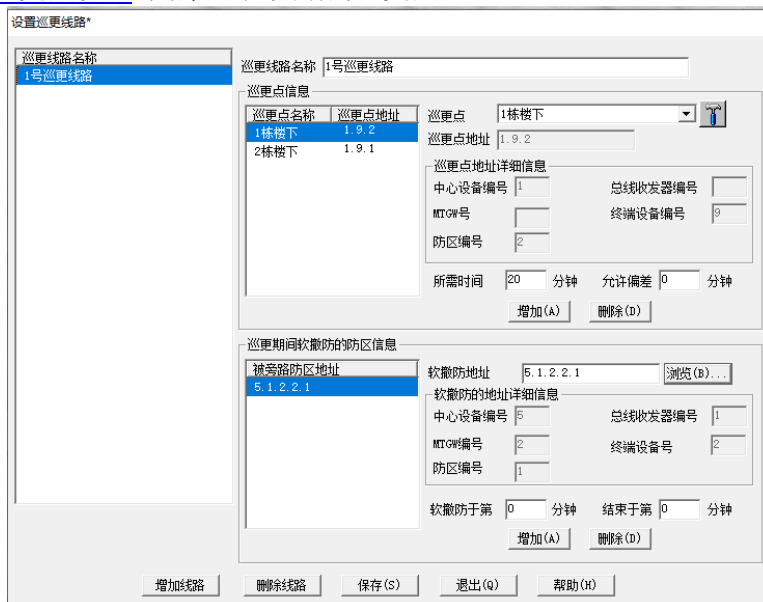 设置巡更线路*
巡更线路名称
1号巡更线路
巡更线路名称 1号巡更线路
巡更点信息
巡更点名称 巡更点地址
1栋楼下 1.9.2
2栋楼下 1.9.1
巡更点 1栋楼下
巡更点地址 1.9.2
巡更点地址详细信息
中心设备编号 1 总线收发器编号
MTGW号 终端设备编号 9
防区编号 2
所需时间 20 分钟 允许偏差 0 分钟
增加(A) 删除(D)
巡更期间软撤防的防区信息
被旁路防区地址
5.1.2.2.1
软撤防地址 5.1.2.2.1 浏览(B)...
软撤防的地址详细信息
中心设备编号 5 总线收发器编号 1
MTGW编号 2 终端设备号 2
防区编号 1
软撤防于第 0 分钟 结束于第 0 分钟
增加(A) 删除(D)
增加线路 删除线路 保存(S) 退出(Q) 帮助(H)